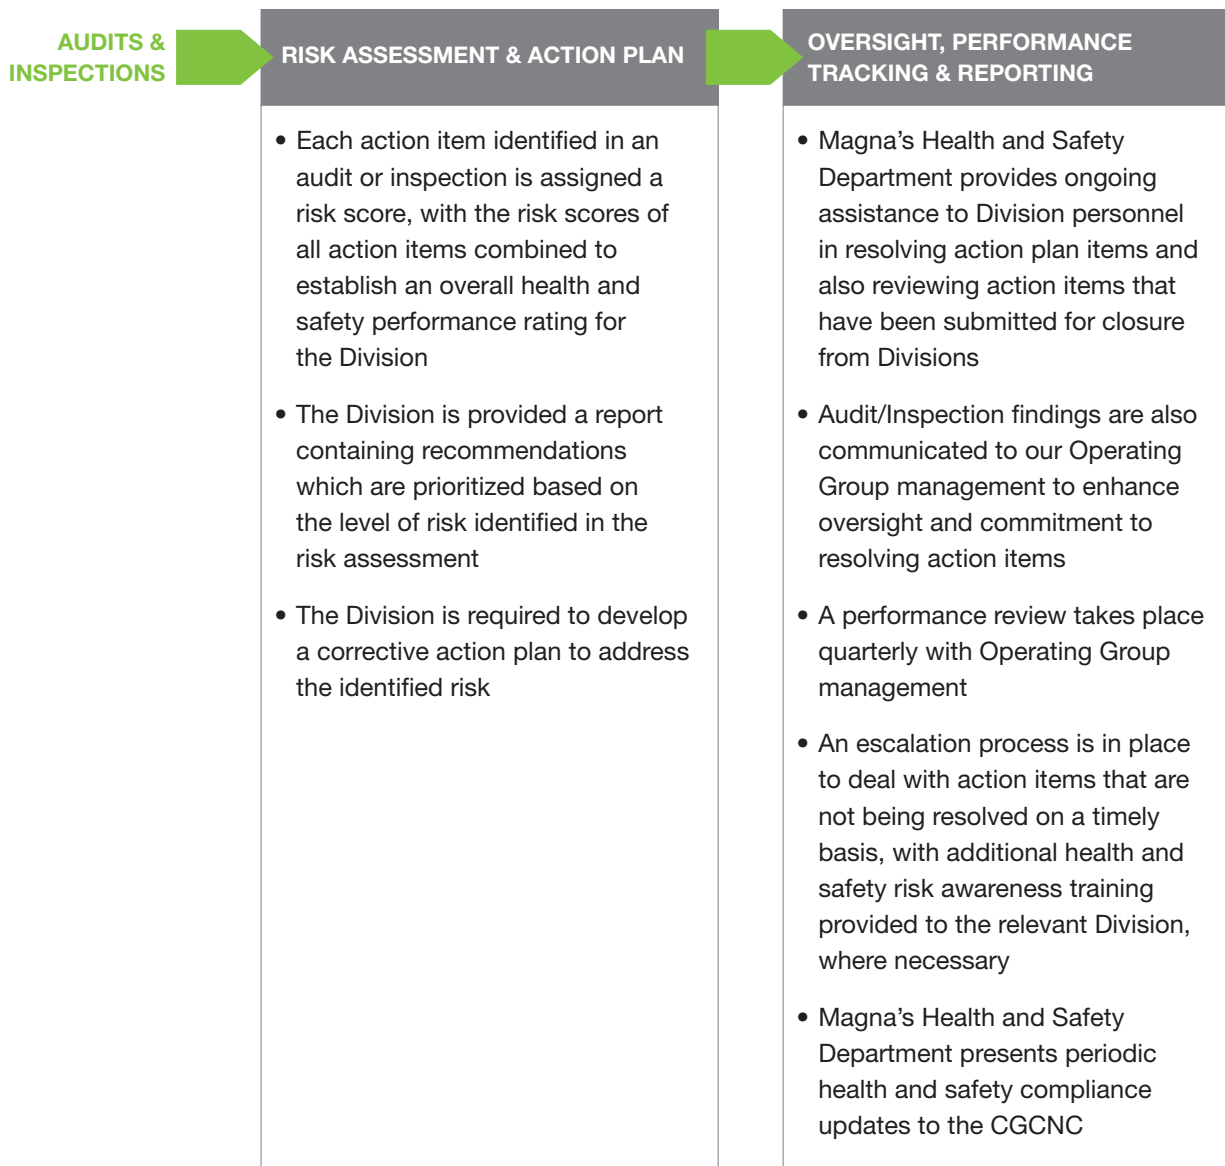 AUDITS &
INSPECTIONS
RISK ASSESSMENT & ACTION PLAN
• Each action item identified in an
audit or inspection is assigned a
risk score, with the risk scores of
all action items combined to
establish an overall health and
safety performance rating for
the Division
• The Division is provided a report
containing recommendations
which are prioritized based on
the level of risk identified in the
risk assessment
• The Division is required to develop
a corrective action plan to address
the identified risk
OVERSIGHT, PERFORMANCE
TRACKING & REPORTING
• Magna’s Health and Safety
Department provides ongoing
assistance to Division personnel
in resolving action plan items and
also reviewing action items that
have been submitted for closure
from Divisions
• Audit/Inspection findings are also
communicated to our Operating
Group management to enhance
oversight and commitment to
resolving action items
• A performance review takes place
quarterly with Operating Group
management
• An escalation process is in place
to deal with action items that are
not being resolved on a timely
basis, with additional health and
safety risk awareness training
provided to the relevant Division,
where necessary
• Magna’s Health and Safety
Department presents periodic
health and safety compliance
updates to the CGCNC